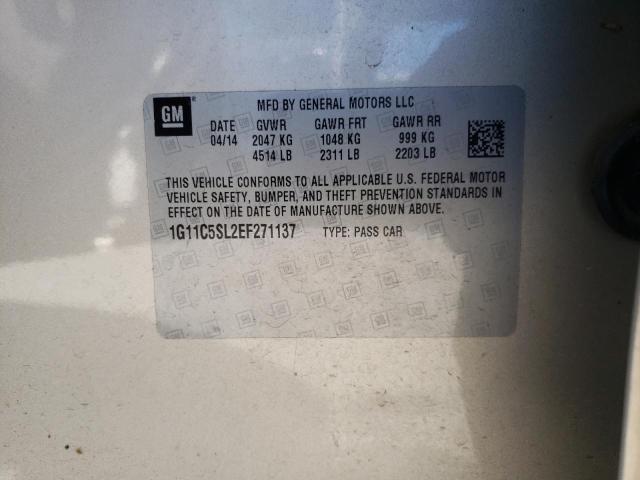 GM
MFD BY GENERAL MOTORS LLC
DATE GVWR GAWR FRT GAWR RR
04/14 2047 KG 1048 KG 999 KG
4514 LB 2311 LB 2203 LB
THIS VEHICLE CONFORMS TO ALL APPLICABLE U.S. FEDERAL MOTOR
VEHICLE SAFETY, BUMPER, AND THEFT PREVENTION STANDARDS IN
EFFECT ON THE DATE OF MANUFACTURE SHOWN ABOVE.
1G11C5SL2EF271137 TYPE: PASS CAR